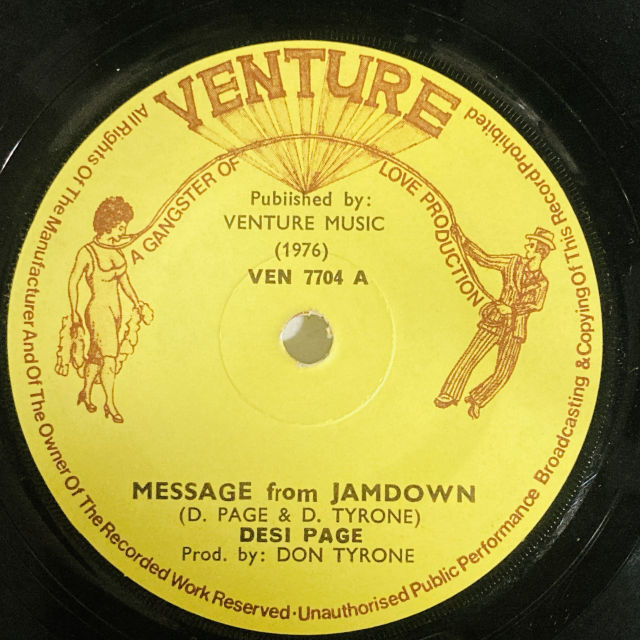 VENTURE
A GANGSTER OF LOVE PRODUCTION
Published by:
VENTURE MUSIC
(1976)
VEN 7704 A
MESSAGE from JAMDOWN
(D. PAGE & D. TYRONE)
DESI PAGE
Prod. by: DON TYRONE
All Rights Of The Manufacturer And Of The Owner Of The Recorded Work Reserved · Unauthorised Public Performance Broadcasting & Copying Of This Record Prohibited